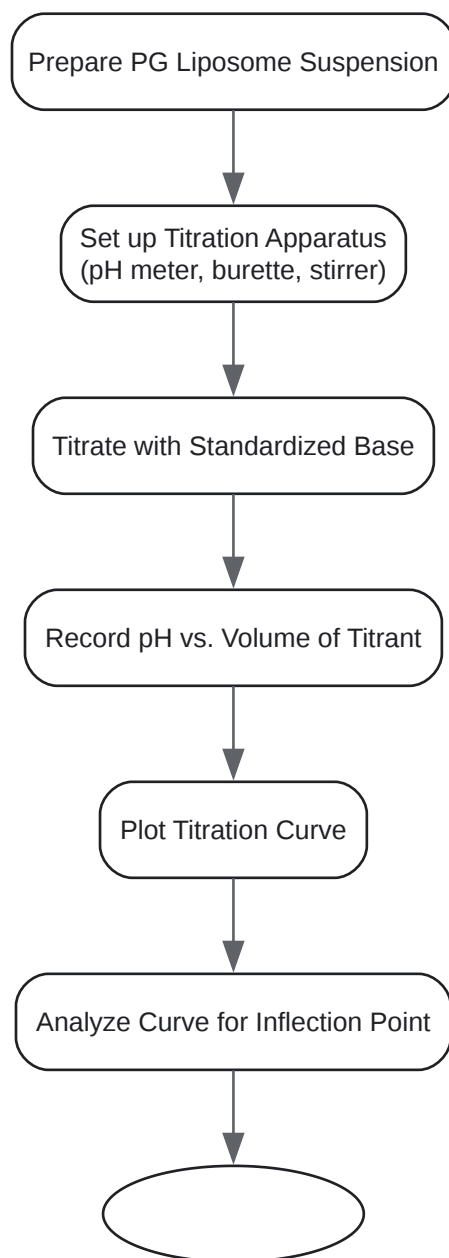 Prepare PG Liposome Suspension
Set up Titration Apparatus
(pH meter, burette, stirrer)
Titrate with Standardized Base
Record pH vs. Volume of Titrant
Plot Titration Curve
Analyze Curve for Inflection Point